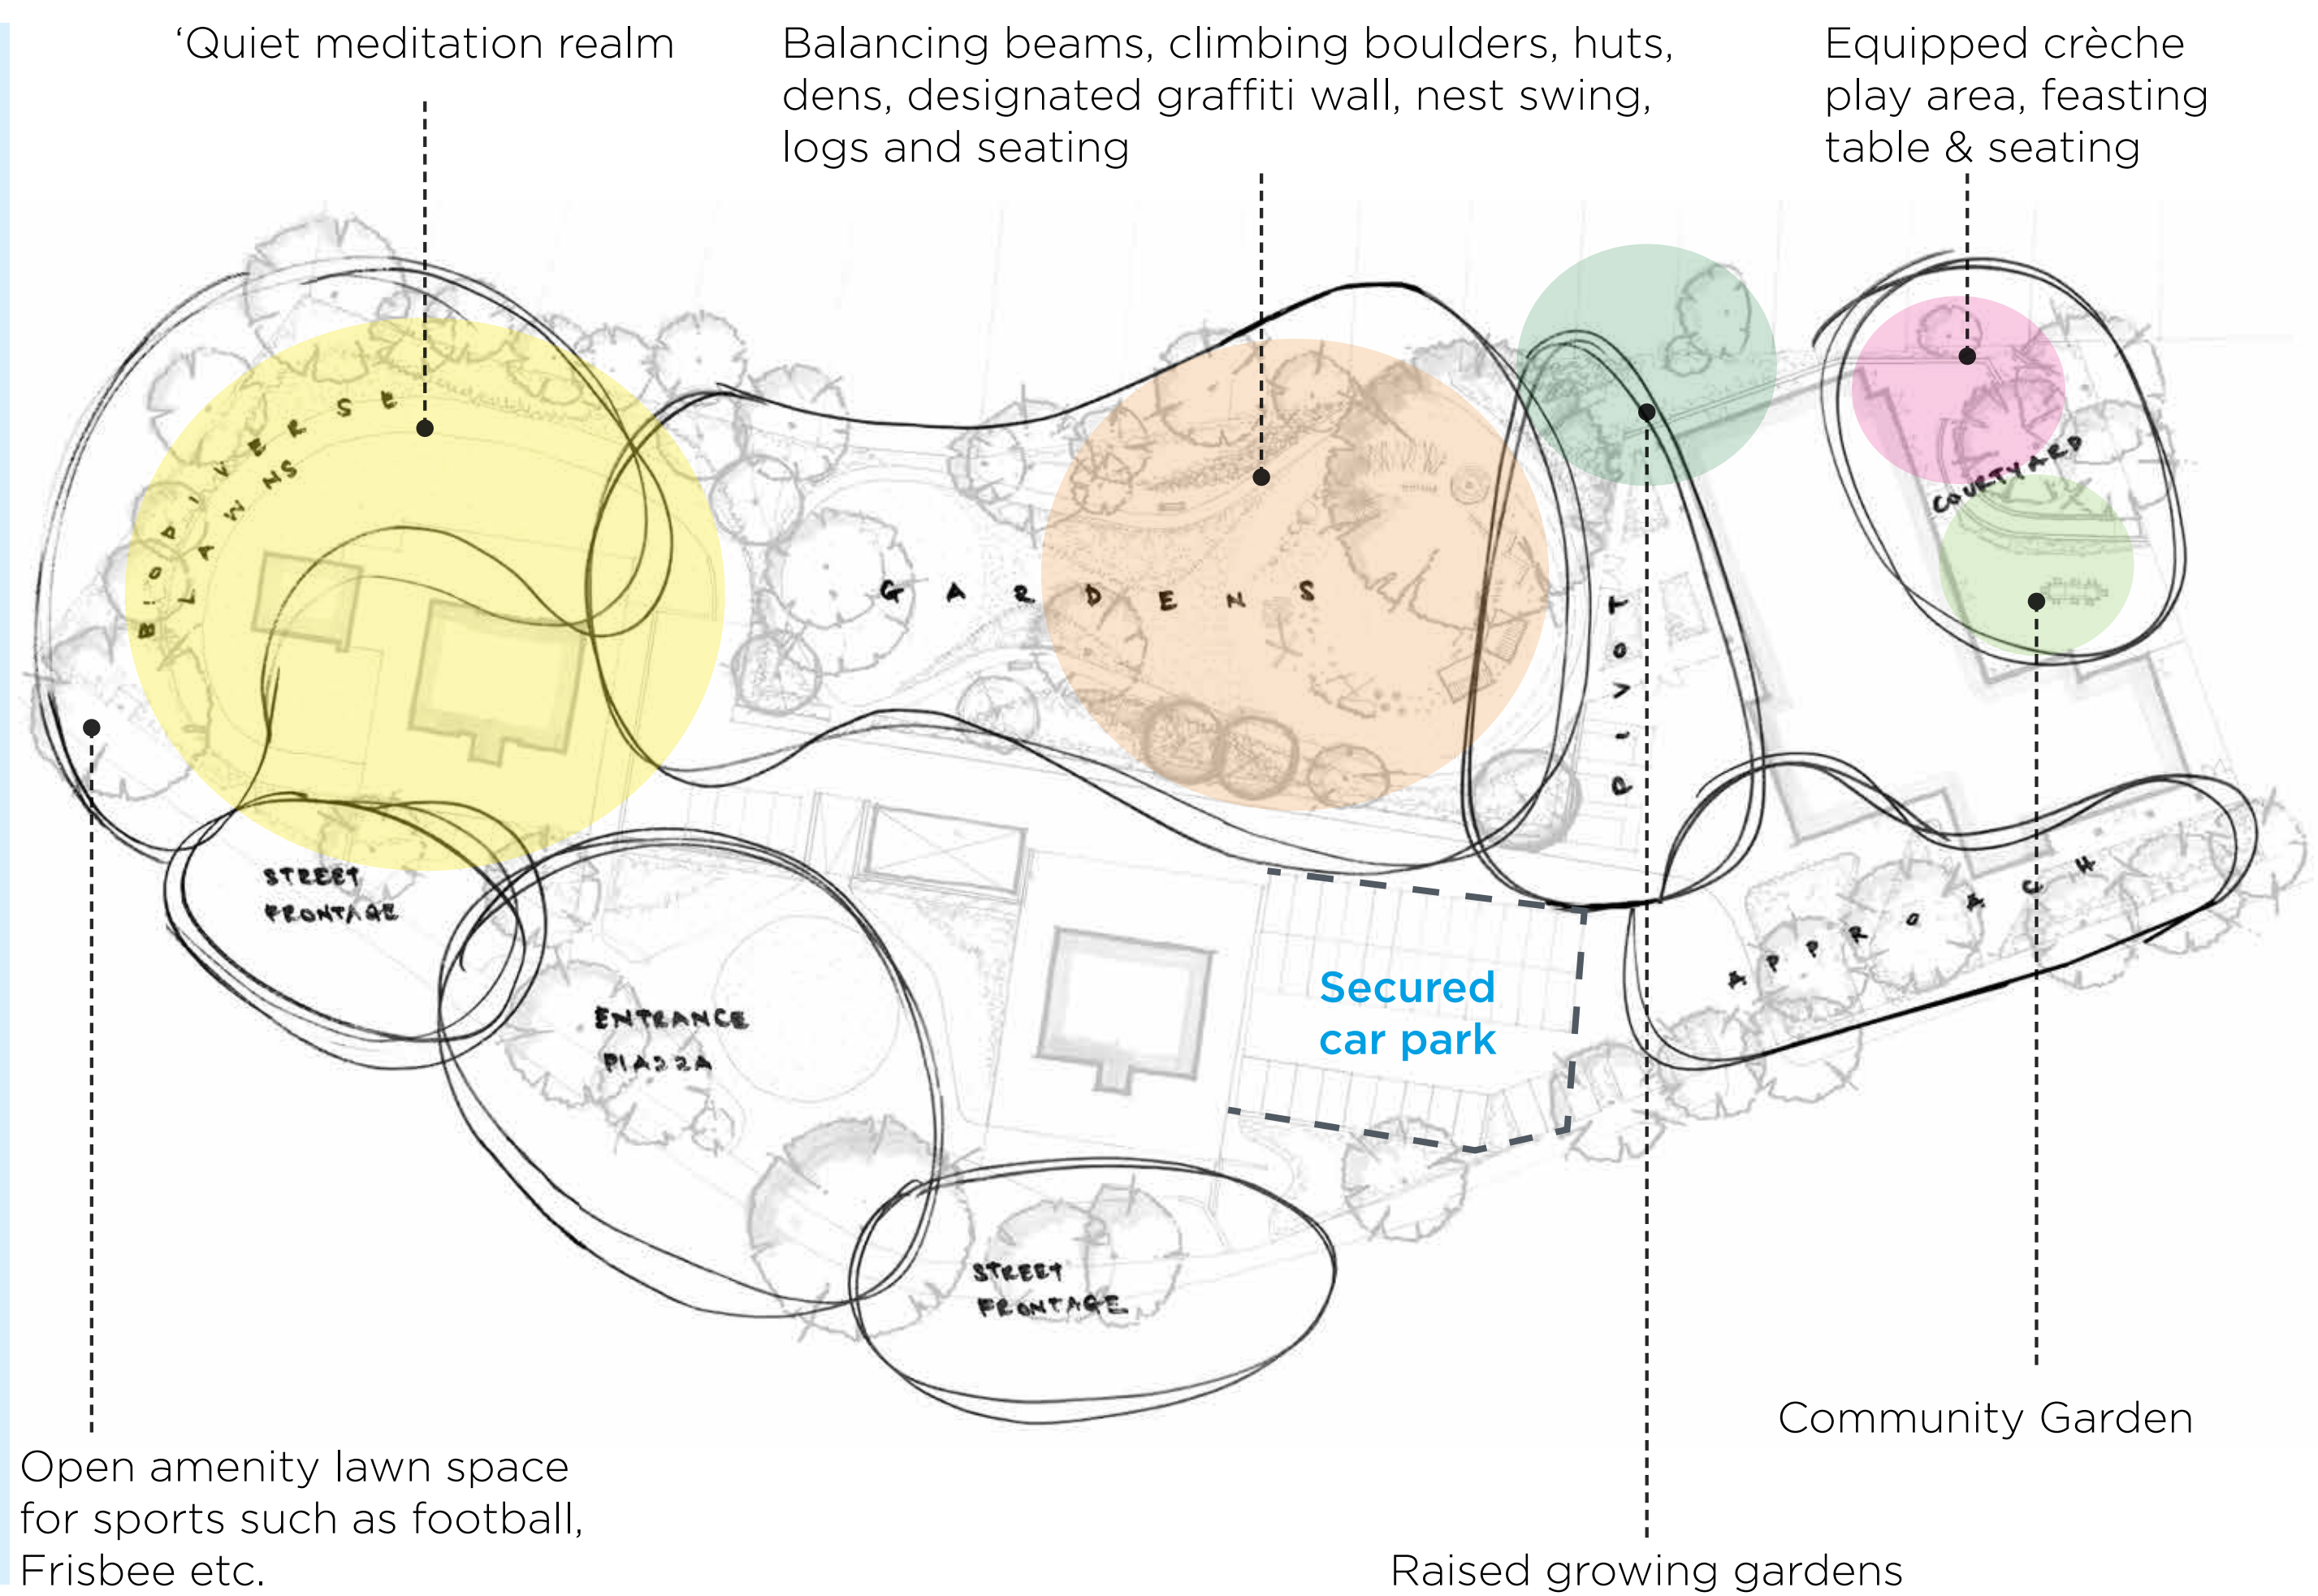 ‘Quiet meditation realm
Balancing beams, climbing boulders, huts,
dens, designated graffiti wall, nest swing,
logs and seating
Equipped crèche
play area, feasting
table & seating
BIODIVERSE
LAWNS
GARDENS
PIVOT
COURTYARD
STREET
FRONTAGE
ENTRANCE
PIAZZA
Secured
car park
APPROACH
STREET
FRONTAGE
Community Garden
Open amenity lawn space
for sports such as football,
Frisbee etc.
Raised growing gardens